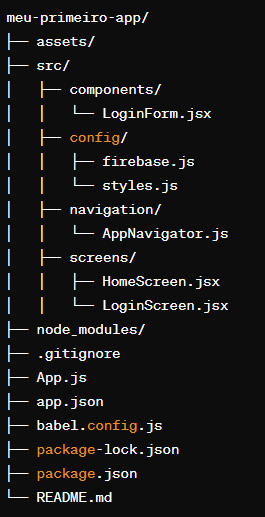 meu-primeiro-app/
├── assets/
├── src/
│   ├── components/
│   │   └── LoginForm.jsx
│   ├── config/
│   │   ├── firebase.js
│   │   └── styles.js
│   ├── navigation/
│   │   └── AppNavigator.js
│   ├── screens/
│   │   ├── HomeScreen.jsx
│   │   └── LoginScreen.jsx
├── node_modules/
├── .gitignore
├── App.js
├── app.json
├── babel.config.js
├── package-lock.json
├── package.json
└── README.md